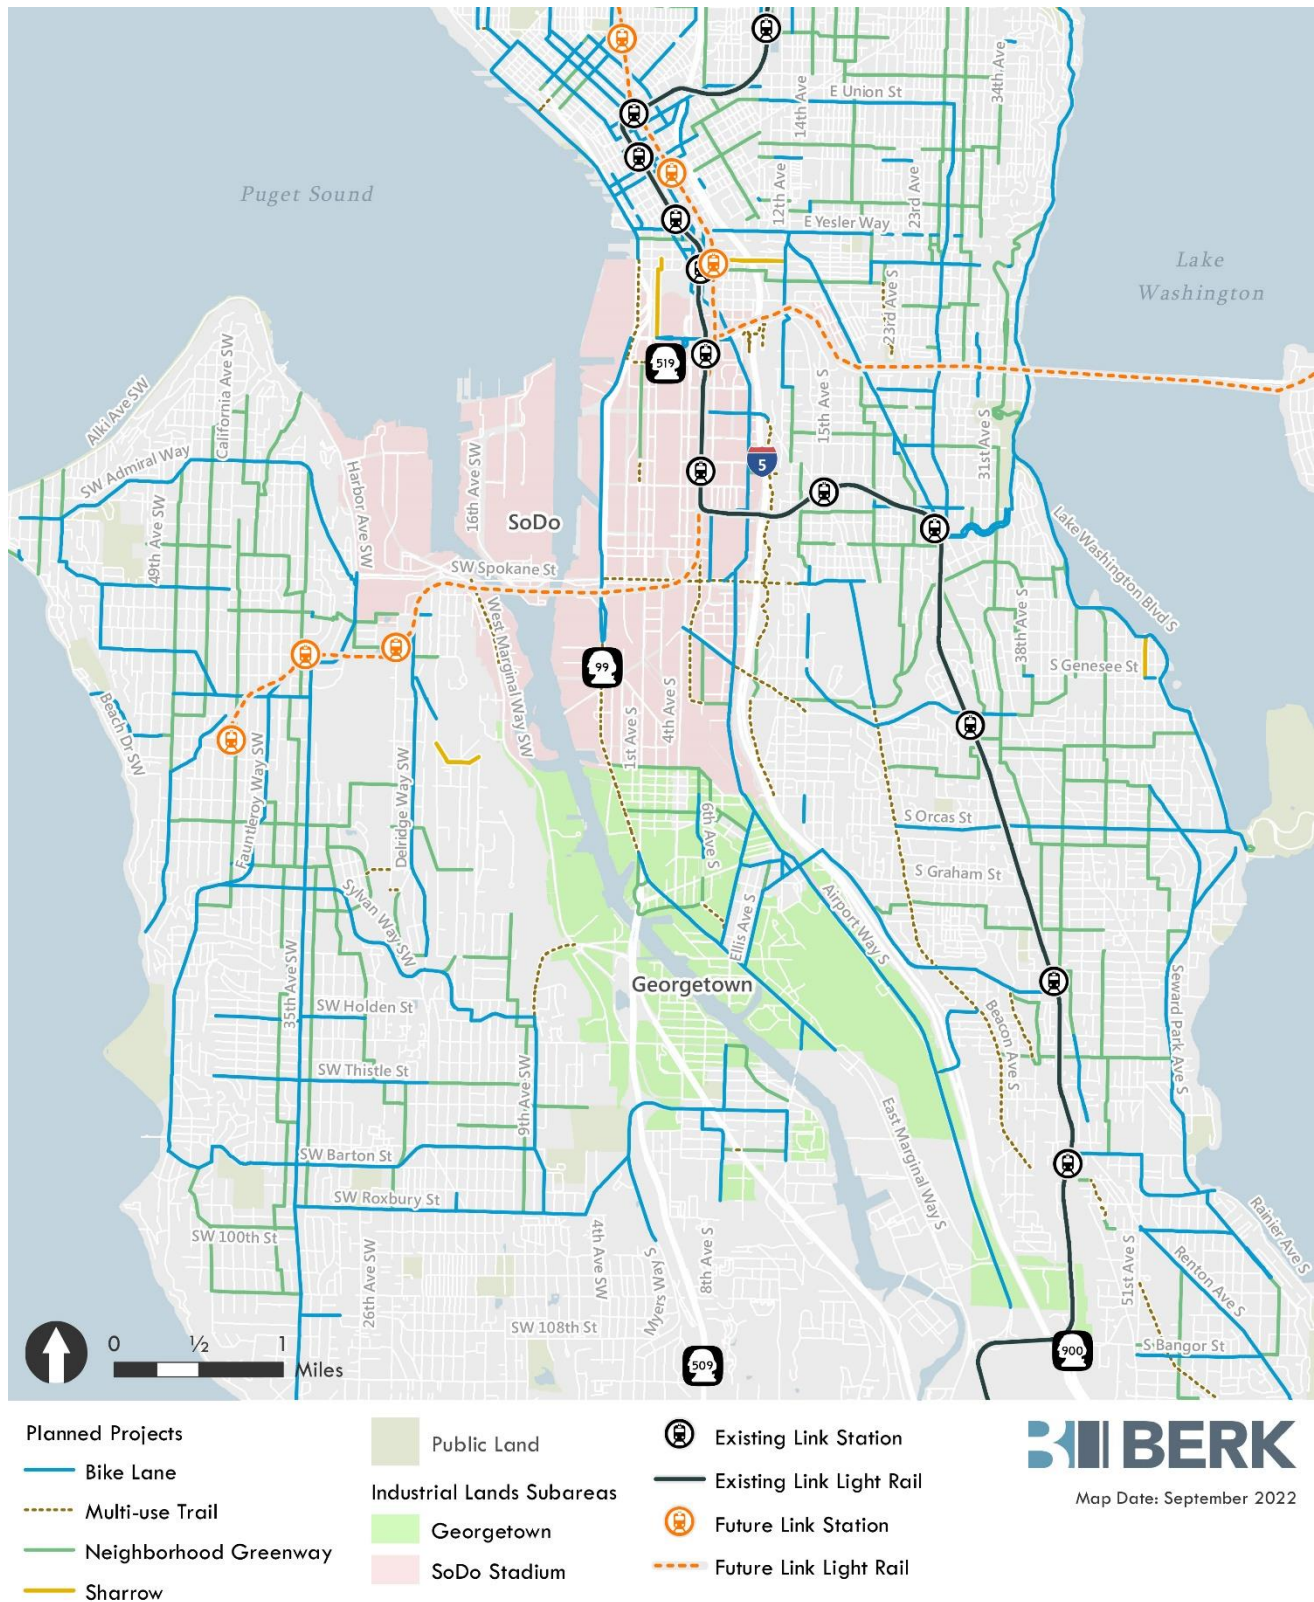 E Union St
14th Ave
34th Ave
Puget Sound
12th Ave
23rd Ave
E Yesler Way
Lake
Washington
23rd Ave S
519
California Ave SW
Alki Ave SW
15th Ave S
31st Ave S
SW Admiral Way
Harbor Ave SW
16th Ave SW
5
49th Ave SW
SoDo
Lake Washington Blvd S
SW Spokane St
West Marginal Way SW
38th Ave S
S Genesee St
99
Beach Dr SW
1st Ave S
4th Ave S
Fauntleroy Way SW
Delridge Way SW
6th Ave S
S Orcas St
S Graham St
Sylvan Way SW
Ellis Ave S
Airport Way S
35th Ave SW
Georgetown
SW Holden St
Beacon Ave S
Seward Park Ave S
SW Thistle St
9th Ave SW
East Marginal Way S
SW Barton St
SW Roxbury St
Rainier Ave S
SW 100th St
26th Ave SW
4th Ave SW
Myers Way S
8th Ave S
51st Ave S
Renton Ave S
SW 108th St
S Bangor St
900
509
0 ½ 1
Miles
Planned Projects
Bike Lane
Multi-use Trail
Neighborhood Greenway
Sharrow
Public Land
Industrial Lands Subareas
Georgetown
SoDo Stadium
Existing Link Station
Existing Link Light Rail
Future Link Station
Future Link Light Rail
BERK
Map Date: September 2022